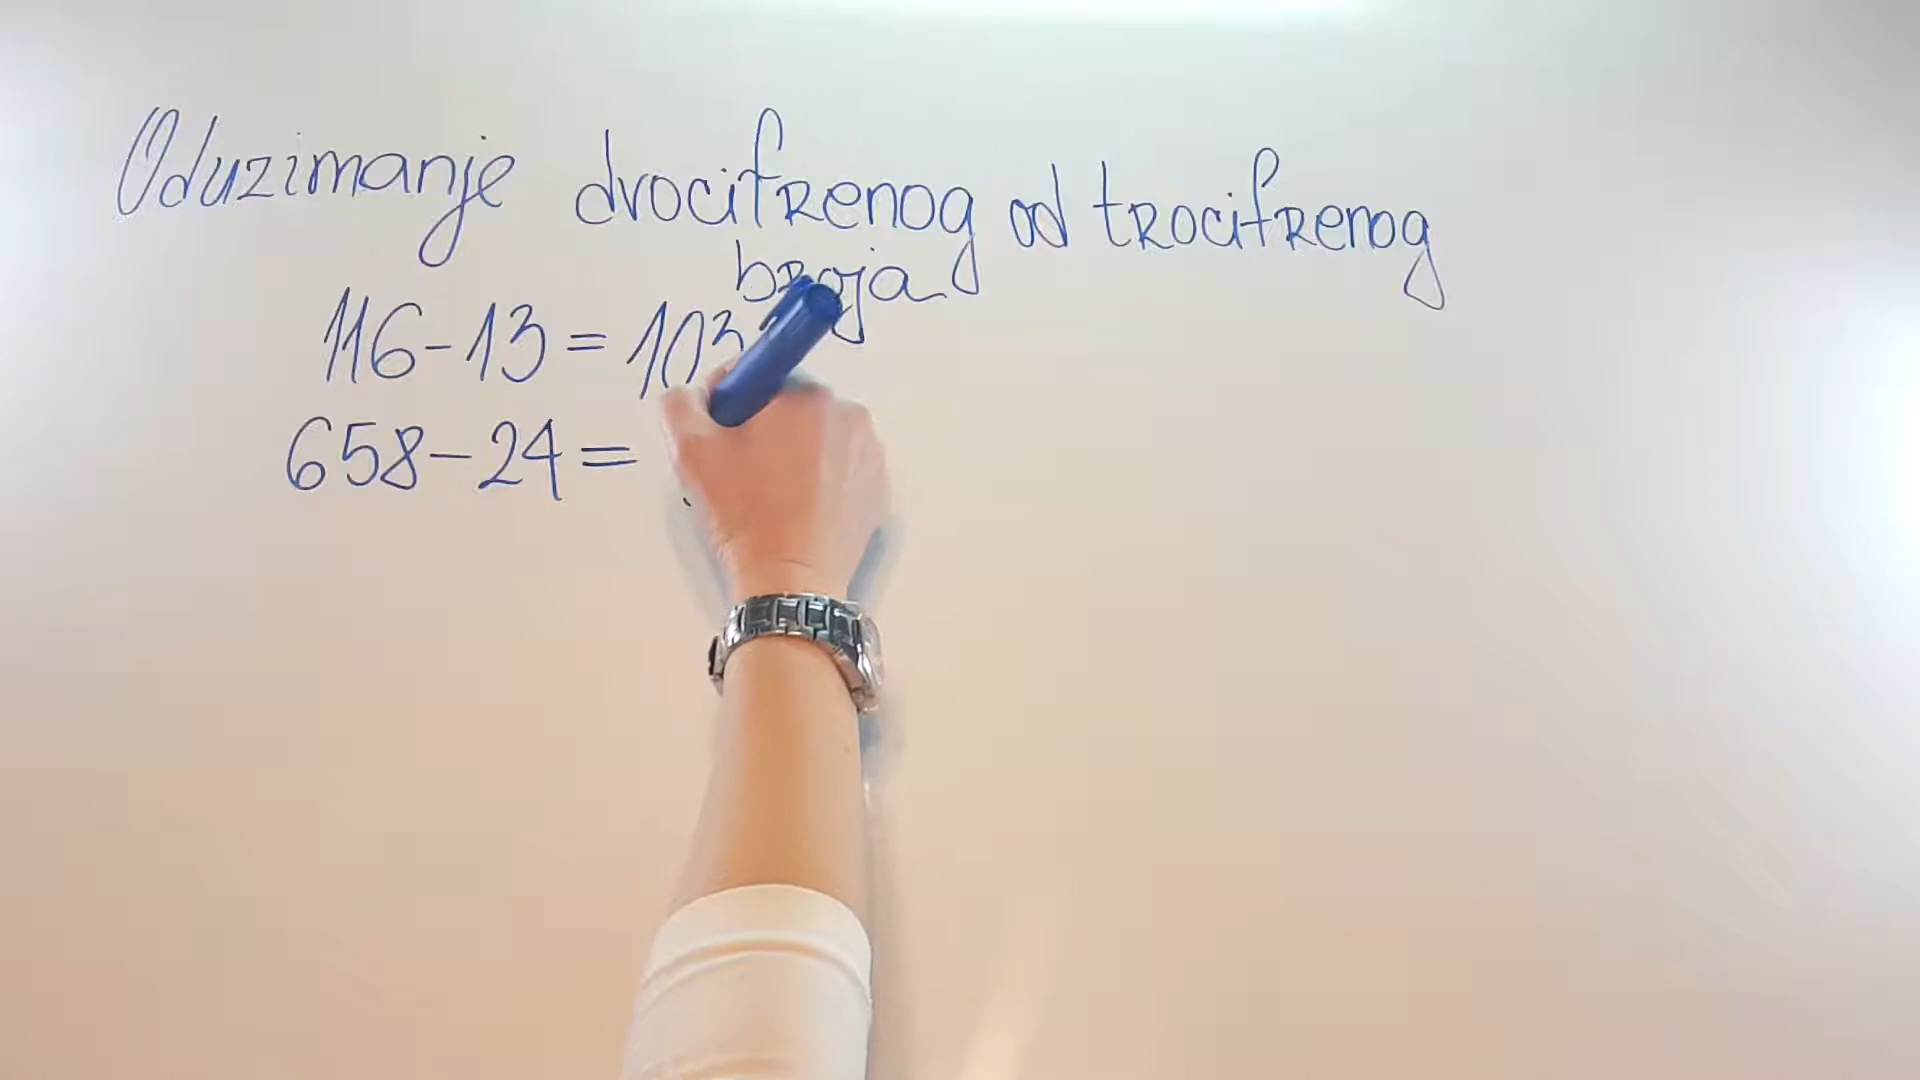 Oduzimanje dvocifrenog od trocifrenog
broja
116-13=103
658-24=